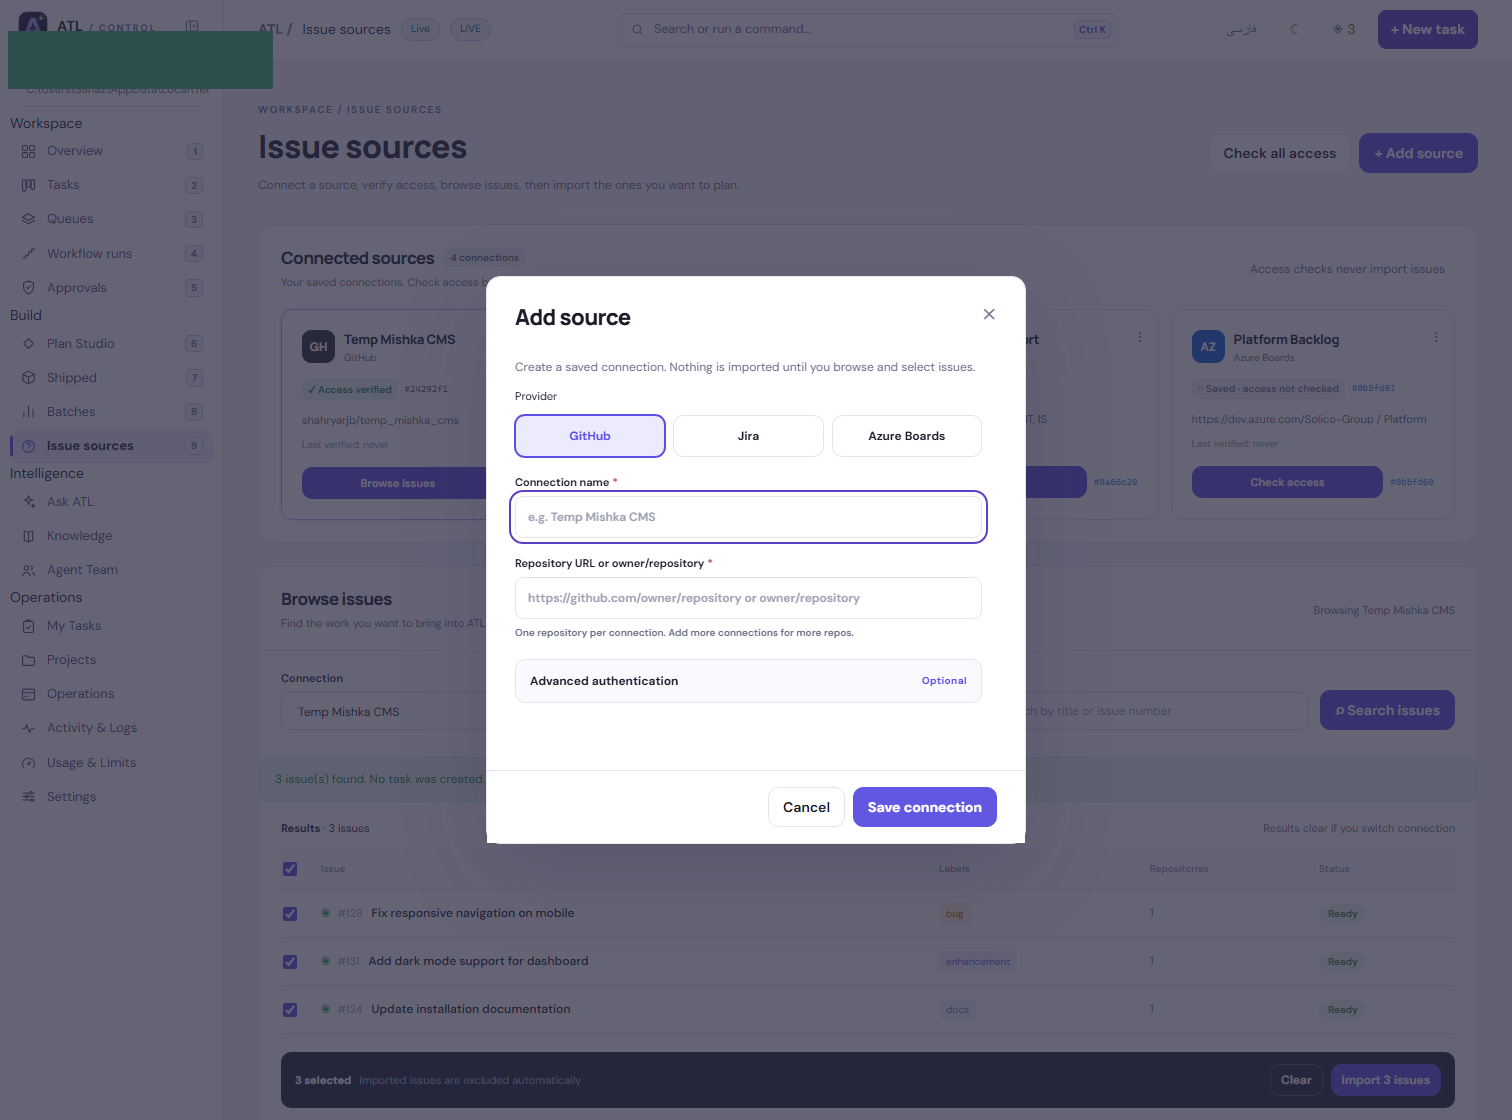 ATL / CONTROL
ATL / Issue sources Live LIVE
Search or run a command... Ctrl K
فارسی
3
+ New task
Workspace
Overview 1
Tasks 2
Queues 3
Workflow runs 4
Approvals 5
Build
Plan Studio 6
Shipped 7
Batches 8
Issue sources 9
Intelligence
Ask ATL
Knowledge
Agent Team
Operations
My Tasks
Projects
Operations
Activity & Logs
Usage & Limits
Settings
WORKSPACE / ISSUE SOURCES
Issue sources
Connect a source, verify access, browse issues, then import the ones you want to plan.
Check all access
+ Add source
Connected sources 4 connections
Your saved connections. Check access
Access checks never import issues
GH Temp Mishka CMS
GitHub
✓ Access verified #24292f1
shahryarjb/temp_mishka_cms
Last verified: never
Browse issues
#0a66c20
AZ Platform Backlog
Azure Boards
Saved · access not checked #0b5fd61
https://dev.azure.com/Solico-Group / Platform
Last verified: never
Check access #0b5fd60
Add source
Create a saved connection. Nothing is imported until you browse and select issues.
Provider
GitHub Jira Azure Boards
Connection name *
e.g. Temp Mishka CMS
Repository URL or owner/repository *
https://github.com/owner/repository or owner/repository
One repository per connection. Add more connections for more repos.
Advanced authentication Optional
Cancel Save connection
Browse issues
Find the work you want to bring into ATL
Browsing Temp Mishka CMS
Connection
Temp Mishka CMS
by title or issue number
Search issues
3 issue(s) found. No task was created.
Results · 3 issues
Results clear if you switch connection
Issue Labels Repositories Status
#128 Fix responsive navigation on mobile bug 1 Ready
#131 Add dark mode support for dashboard enhancement 1 Ready
#124 Update installation documentation docs 1 Ready
3 selected · Imported issues are excluded automatically
Clear Import 3 issues